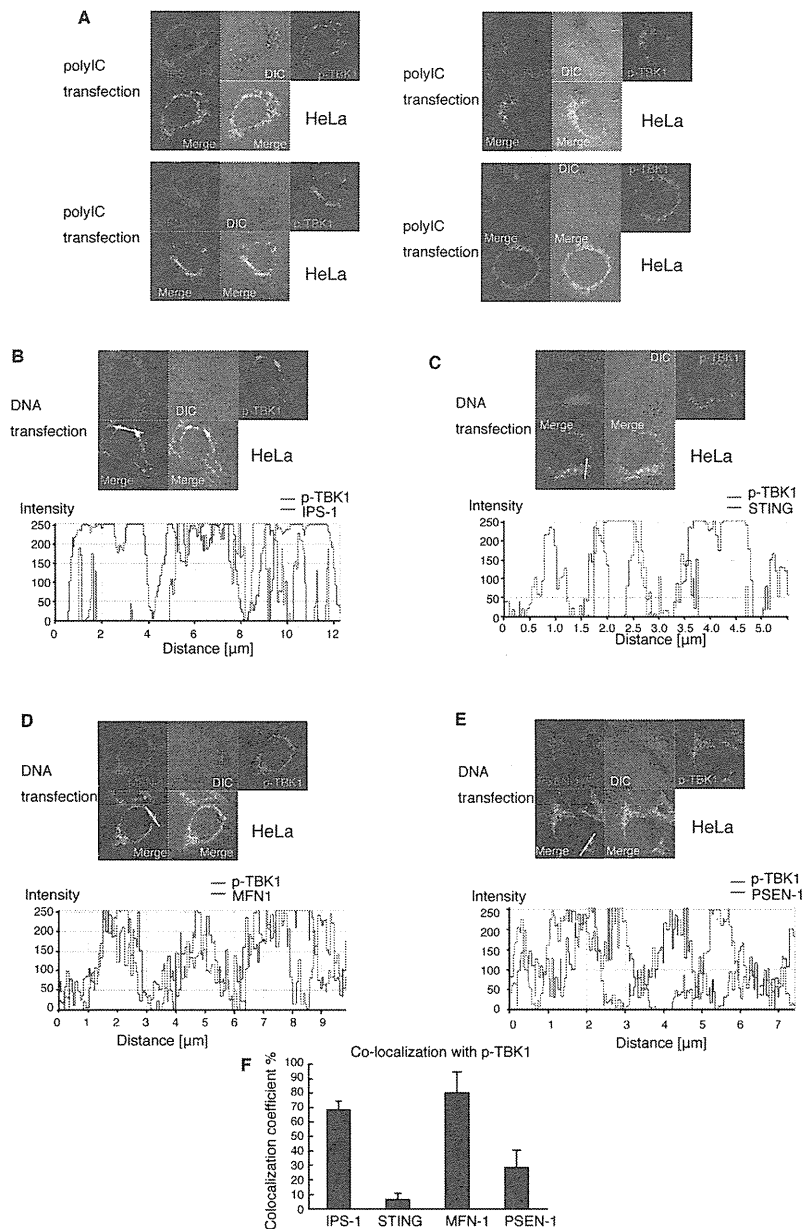 A
polyIC
transfection
DIC
p-TBK1
Merge
Merge
HeLa
polyIC
transfection
DIC
p-TBK1
Merge
Merge
HeLa
polyIC
transfection
DIC
p-TBK1
Merge
Merge
HeLa
polyIC
transfection
DIC
p-TBK1
Merge
Merge
HeLa
B
DNA
transfection
DIC
p-TBK1
Merge
Merge
HeLa
Intensity
p-TBK1
IPS-1
250
200
150
100
50
0
0 2 4 6 8 10 12
Distance [µm]
C
DNA
transfection
DIC
p-TBK1
Merge
Merge
HeLa
Intensity
p-TBK1
STING
250
200
150
100
50
0
0 0.5 1.0 1.5 2.0 2.5 3.0 3.5 4.0 4.5 5.0
Distance [µm]
D
DNA
transfection
DIC
p-TBK1
Merge
Merge
HeLa
Intensity
p-TBK1
MFN1
250
200
150
100
50
0
0 1 2 3 4 5 6 7 8 9
Distance [µm]
E
DNA
transfection
DIC
p-TBK1
Merge
Merge
HeLa
Intensity
p-TBK1
PSEN-1
250
200
150
100
50
0
0 1 2 3 4 5 6 7
Distance [µm]
F
Co-localization with p-TBK1
Colocalization coefficient %
100
90
80
70
60
50
40
30
20
10
0
IPS-1 STING MFN-1 PSEN-1